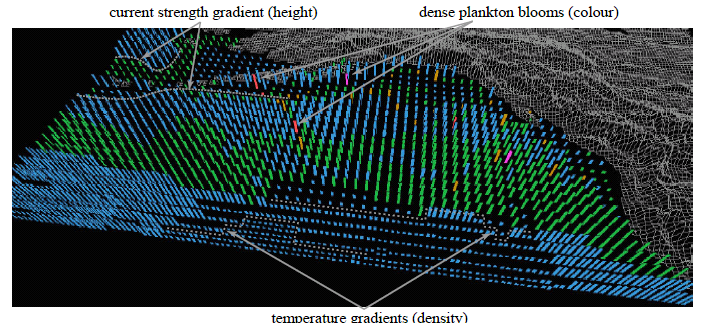 current strength gradient (height)
dense plankton blooms (colour)
temperature gradients (density)